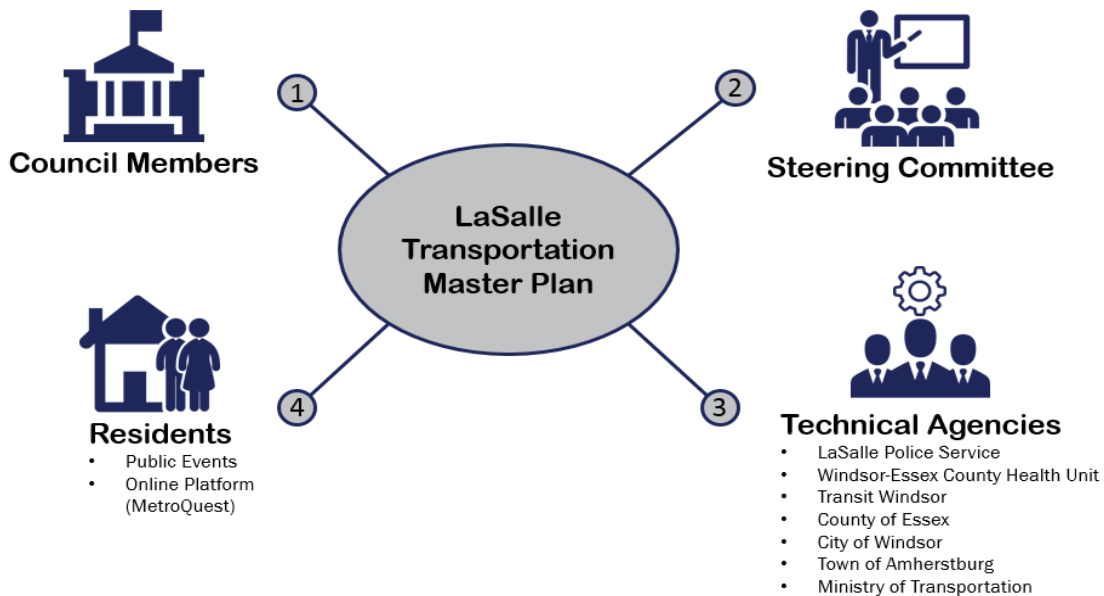 1
Council Members
2
Steering Committee
LaSalle
Transportation
Master Plan
4
Residents
• Public Events
• Online Platform
(MetroQuest)
3
Technical Agencies
• LaSalle Police Service
• Windsor-Essex County Health Unit
• Transit Windsor
• County of Essex
• City of Windsor
• Town of Amherstburg
• Ministry of Transportation